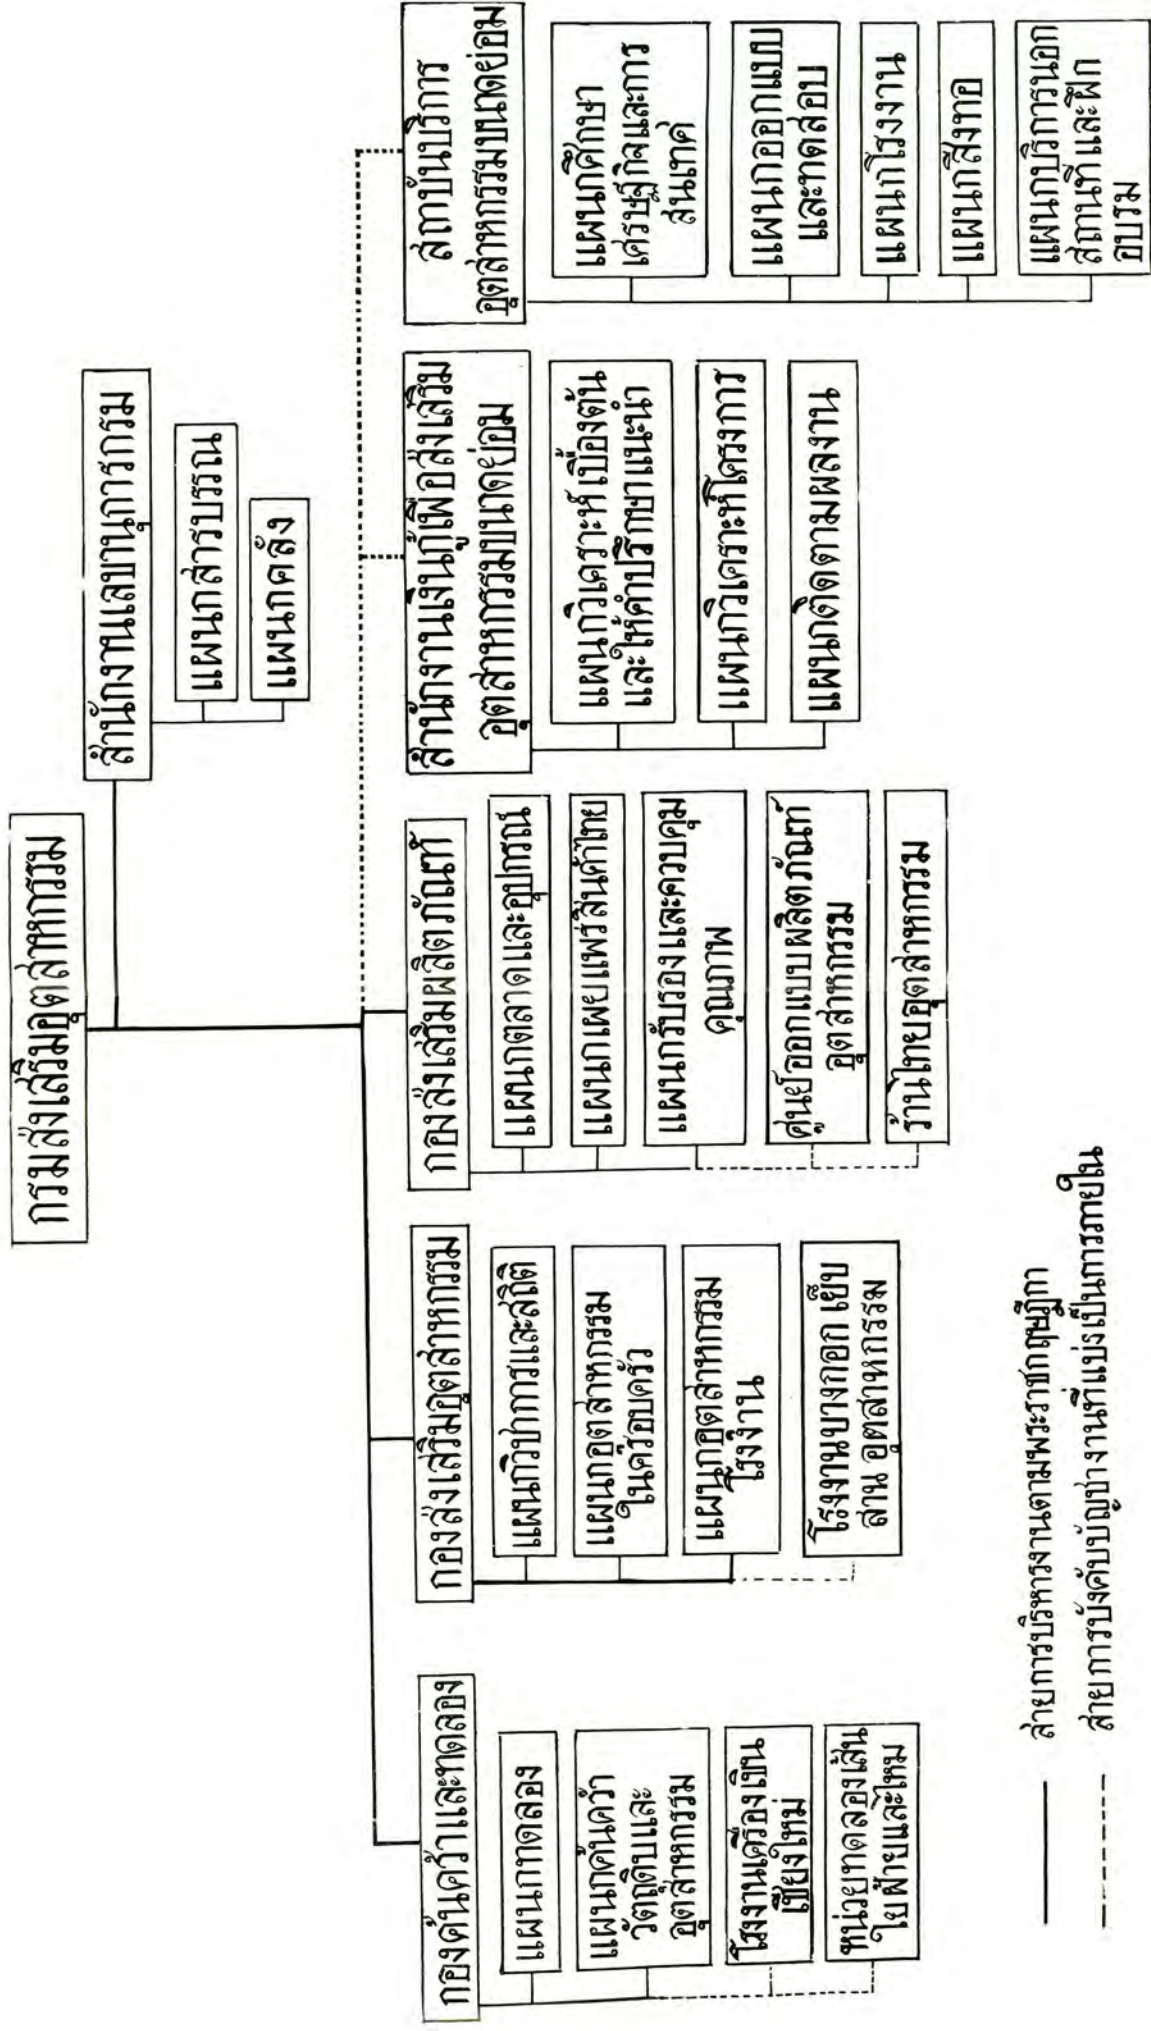 กรมส่งเสริมอุตสาหกรรม
สำนักงานเลขานุการกรม
แผนกสารบรรณ
แผนกคลัง
กองค้นคว้าและทดลอง
แผนกทดลอง
แผนกค้นคว้า
วัตถุดิบและ
อุตสาหกรรม
โรงงานเครื่องเขิน
เชียงใหม่
หน่วยทดลองเส้น
ใยฝ้ายและไหม
กองส่งเสริมอุตสาหกรรม
แผนกวิชาการและสถิติ
แผนกอุตสาหกรรม
ในครอบครัว
แผนกอุตสาหกรรม
โรงงาน
โรงงานบางกอก เย็บ
สาน อุตสาหกรรม
กองส่งเสริมผลิตภัณฑ์
แผนกตลาดและอุปกรณ์
แผนกเผยแพร่สินค้าไทย
แผนกรับรองและควบคุม
คุณภาพ
ศูนย์ออกแบบผลิตภัณฑ์
อุตสาหกรรม
ร้านไทยอุตสาหกรรม
สำนักงานเงินกู้เพื่อส่งเสริม
อุตสาหกรรมขนาดย่อม
แผนกวิเคราะห์เบื้องต้น
และให้คำปรึกษาแนะนำ
แผนกวิเคราะห์โครงการ
แผนกติดตามผลงาน
สถาบันบริการ
อุตสาหกรรมขนาดย่อม
แผนกศึกษา
เศรษฐกิจและการ
สนเทศ
แผนกออกแบบ
และทดสอบ
แผนกโรงงาน
แผนกสิ่งทอ
แผนกบริการนอก
สถานที่และฝึก
อบรม
สายการบริหารงานตามพระราชกฤษฎีกา
สายการบังคับบัญชางานที่แบ่งเป็นการภายใน